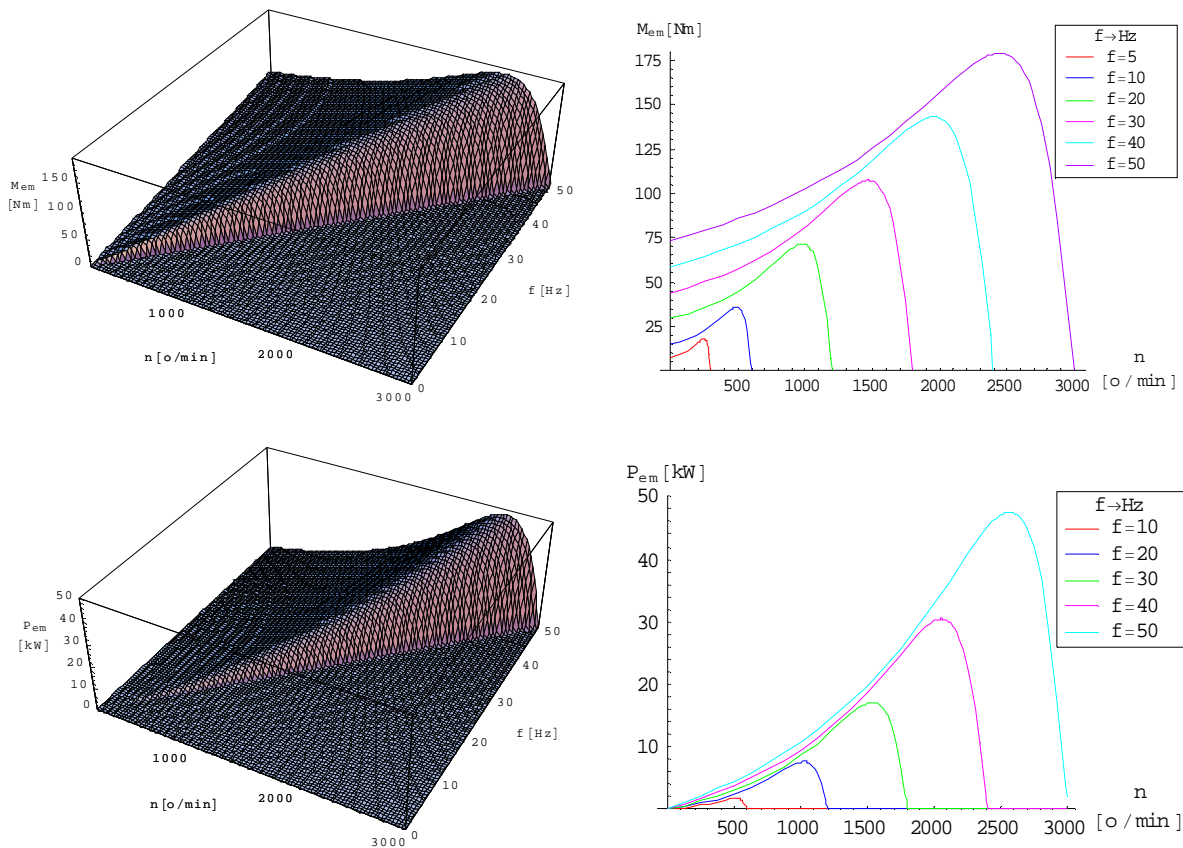 M_em
[Nm]
150
100
50
0
1000
2000
3000
n[o/min]
0
10
20
30
40
50
f[Hz]
M_em[Nm]
175
150
125
100
75
50
25
500 1000 1500 2000 2500 3000
n
[o/min]
f→Hz
f=5
f=10
f=20
f=30
f=40
f=50
P_em
[kW]
50
40
30
20
10
0
1000
2000
3000
n[o/min]
0
10
20
30
40
50
f[Hz]
P_em[kW]
50
40
30
20
10
500 1000 1500 2000 2500 3000
n
[o/min]
f→Hz
f=10
f=20
f=30
f=40
f=50